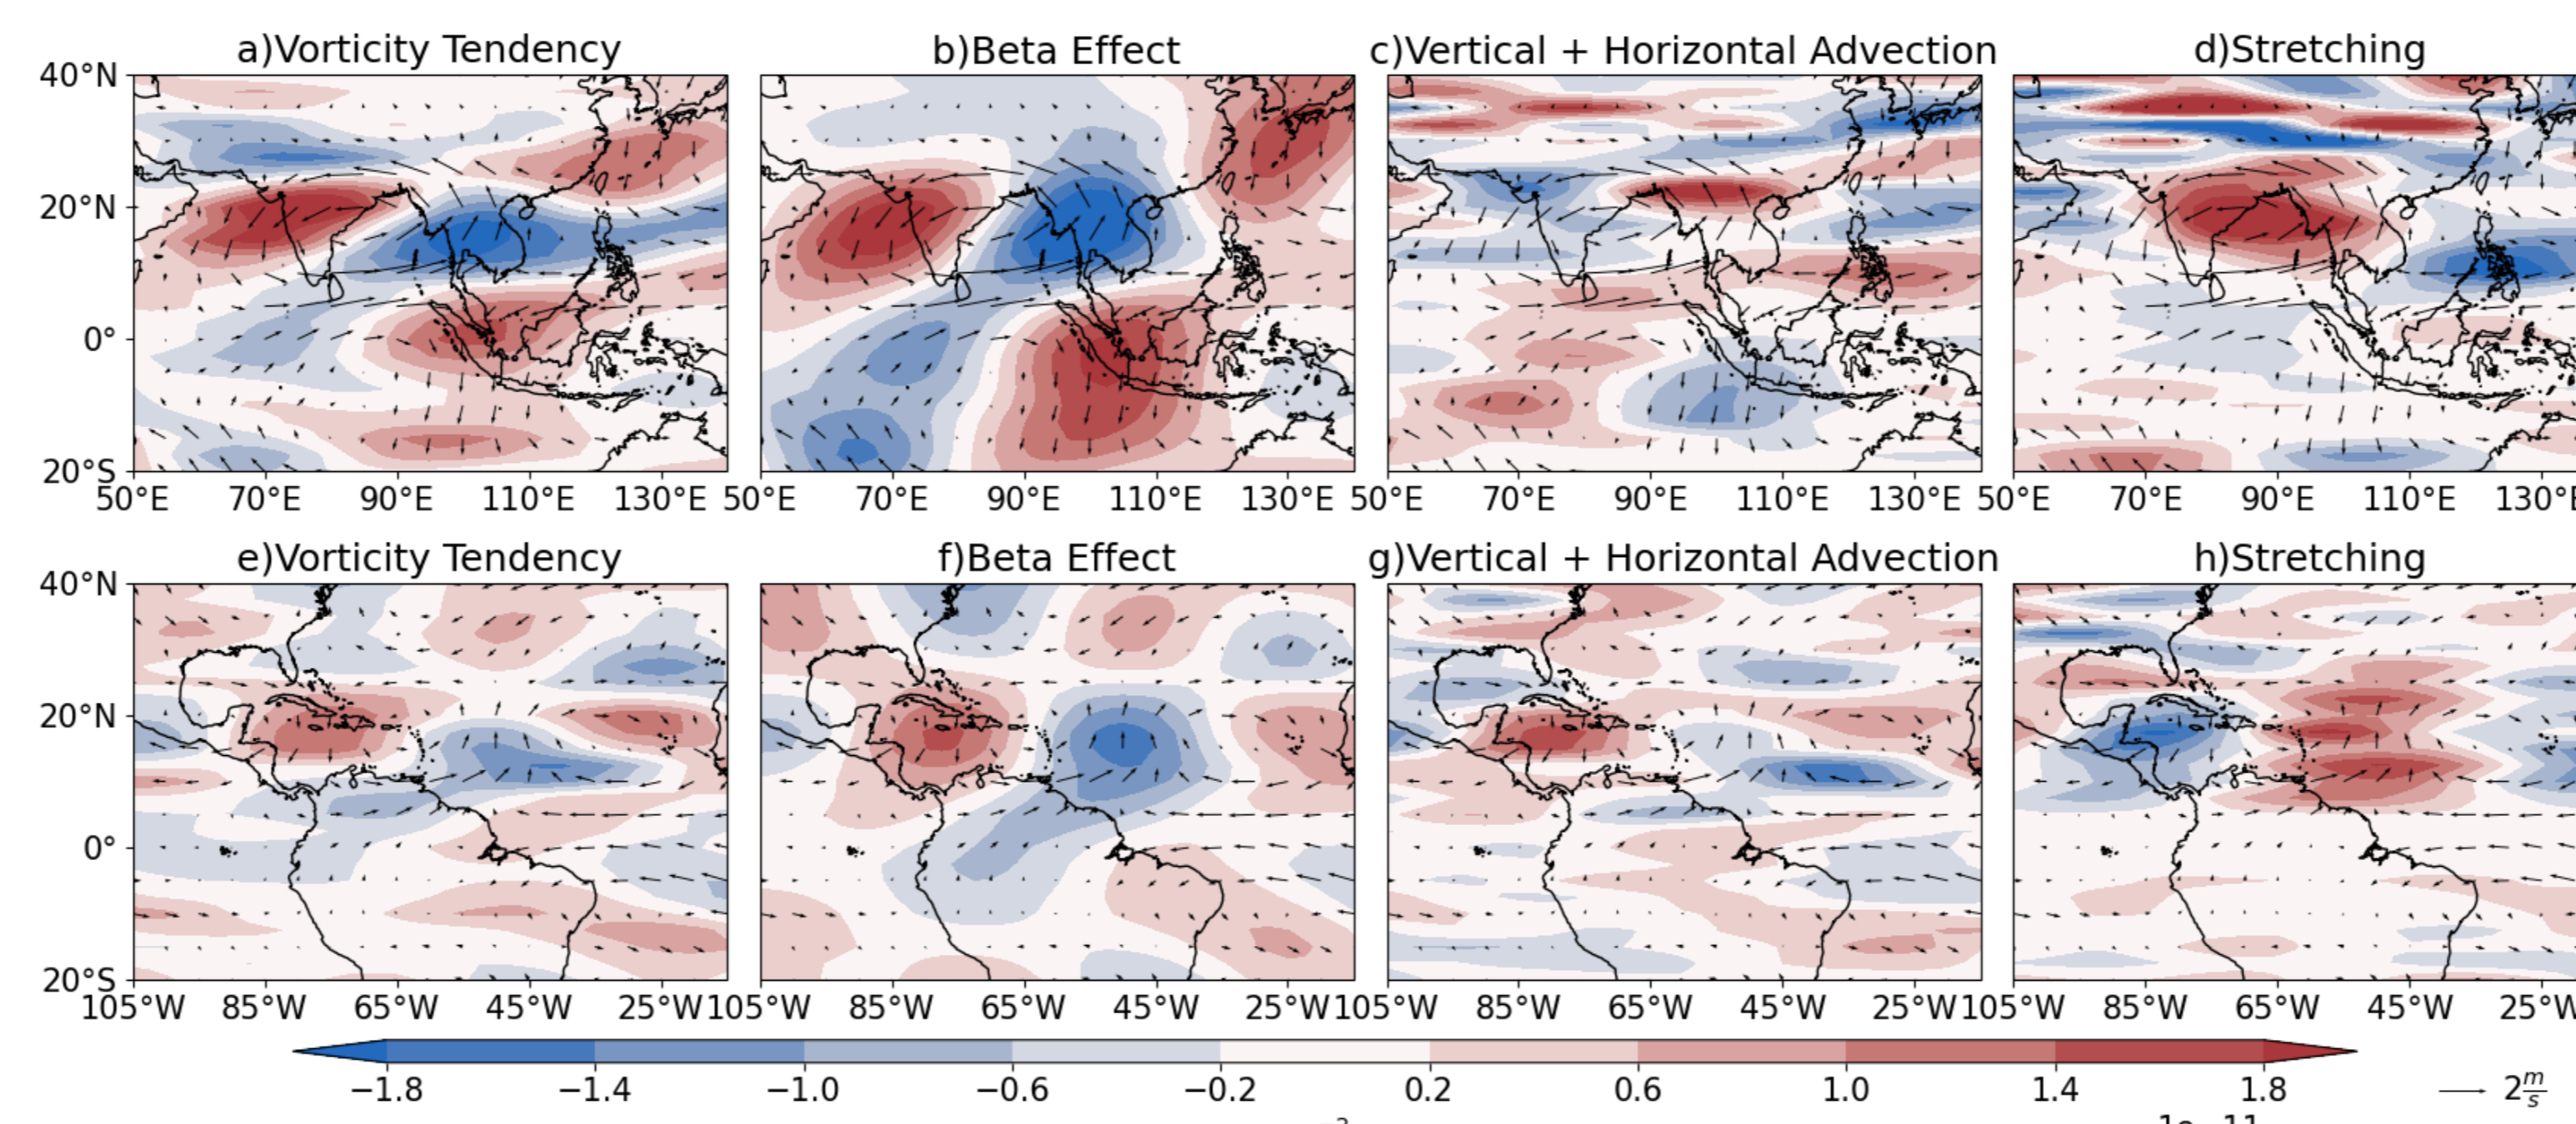 a)Vorticity Tendency b)Beta Effect c)Vertical + Horizontal Advection d)Stretching
40°N
20°N
0°
20°S
50°E 70°E 90°E 110°E 130°E 50°E 70°E 90°E 110°E 130°E 50°E 70°E 90°E 110°E 130°E 50°E 70°E 90°E 110°E 130°E
e)Vorticity Tendency f)Beta Effect g)Vertical + Horizontal Advection h)Stretching
40°N
20°N
0°
20°S
105°W 85°W 65°W 45°W 25°W 105°W 85°W 65°W 45°W 25°W 105°W 85°W 65°W 45°W 25°W 105°W 85°W 65°W 45°W 25°W
−1.8 −1.4 −1.0 −0.6 −0.2 0.2 0.6 1.0 1.4 1.8 2 m/s